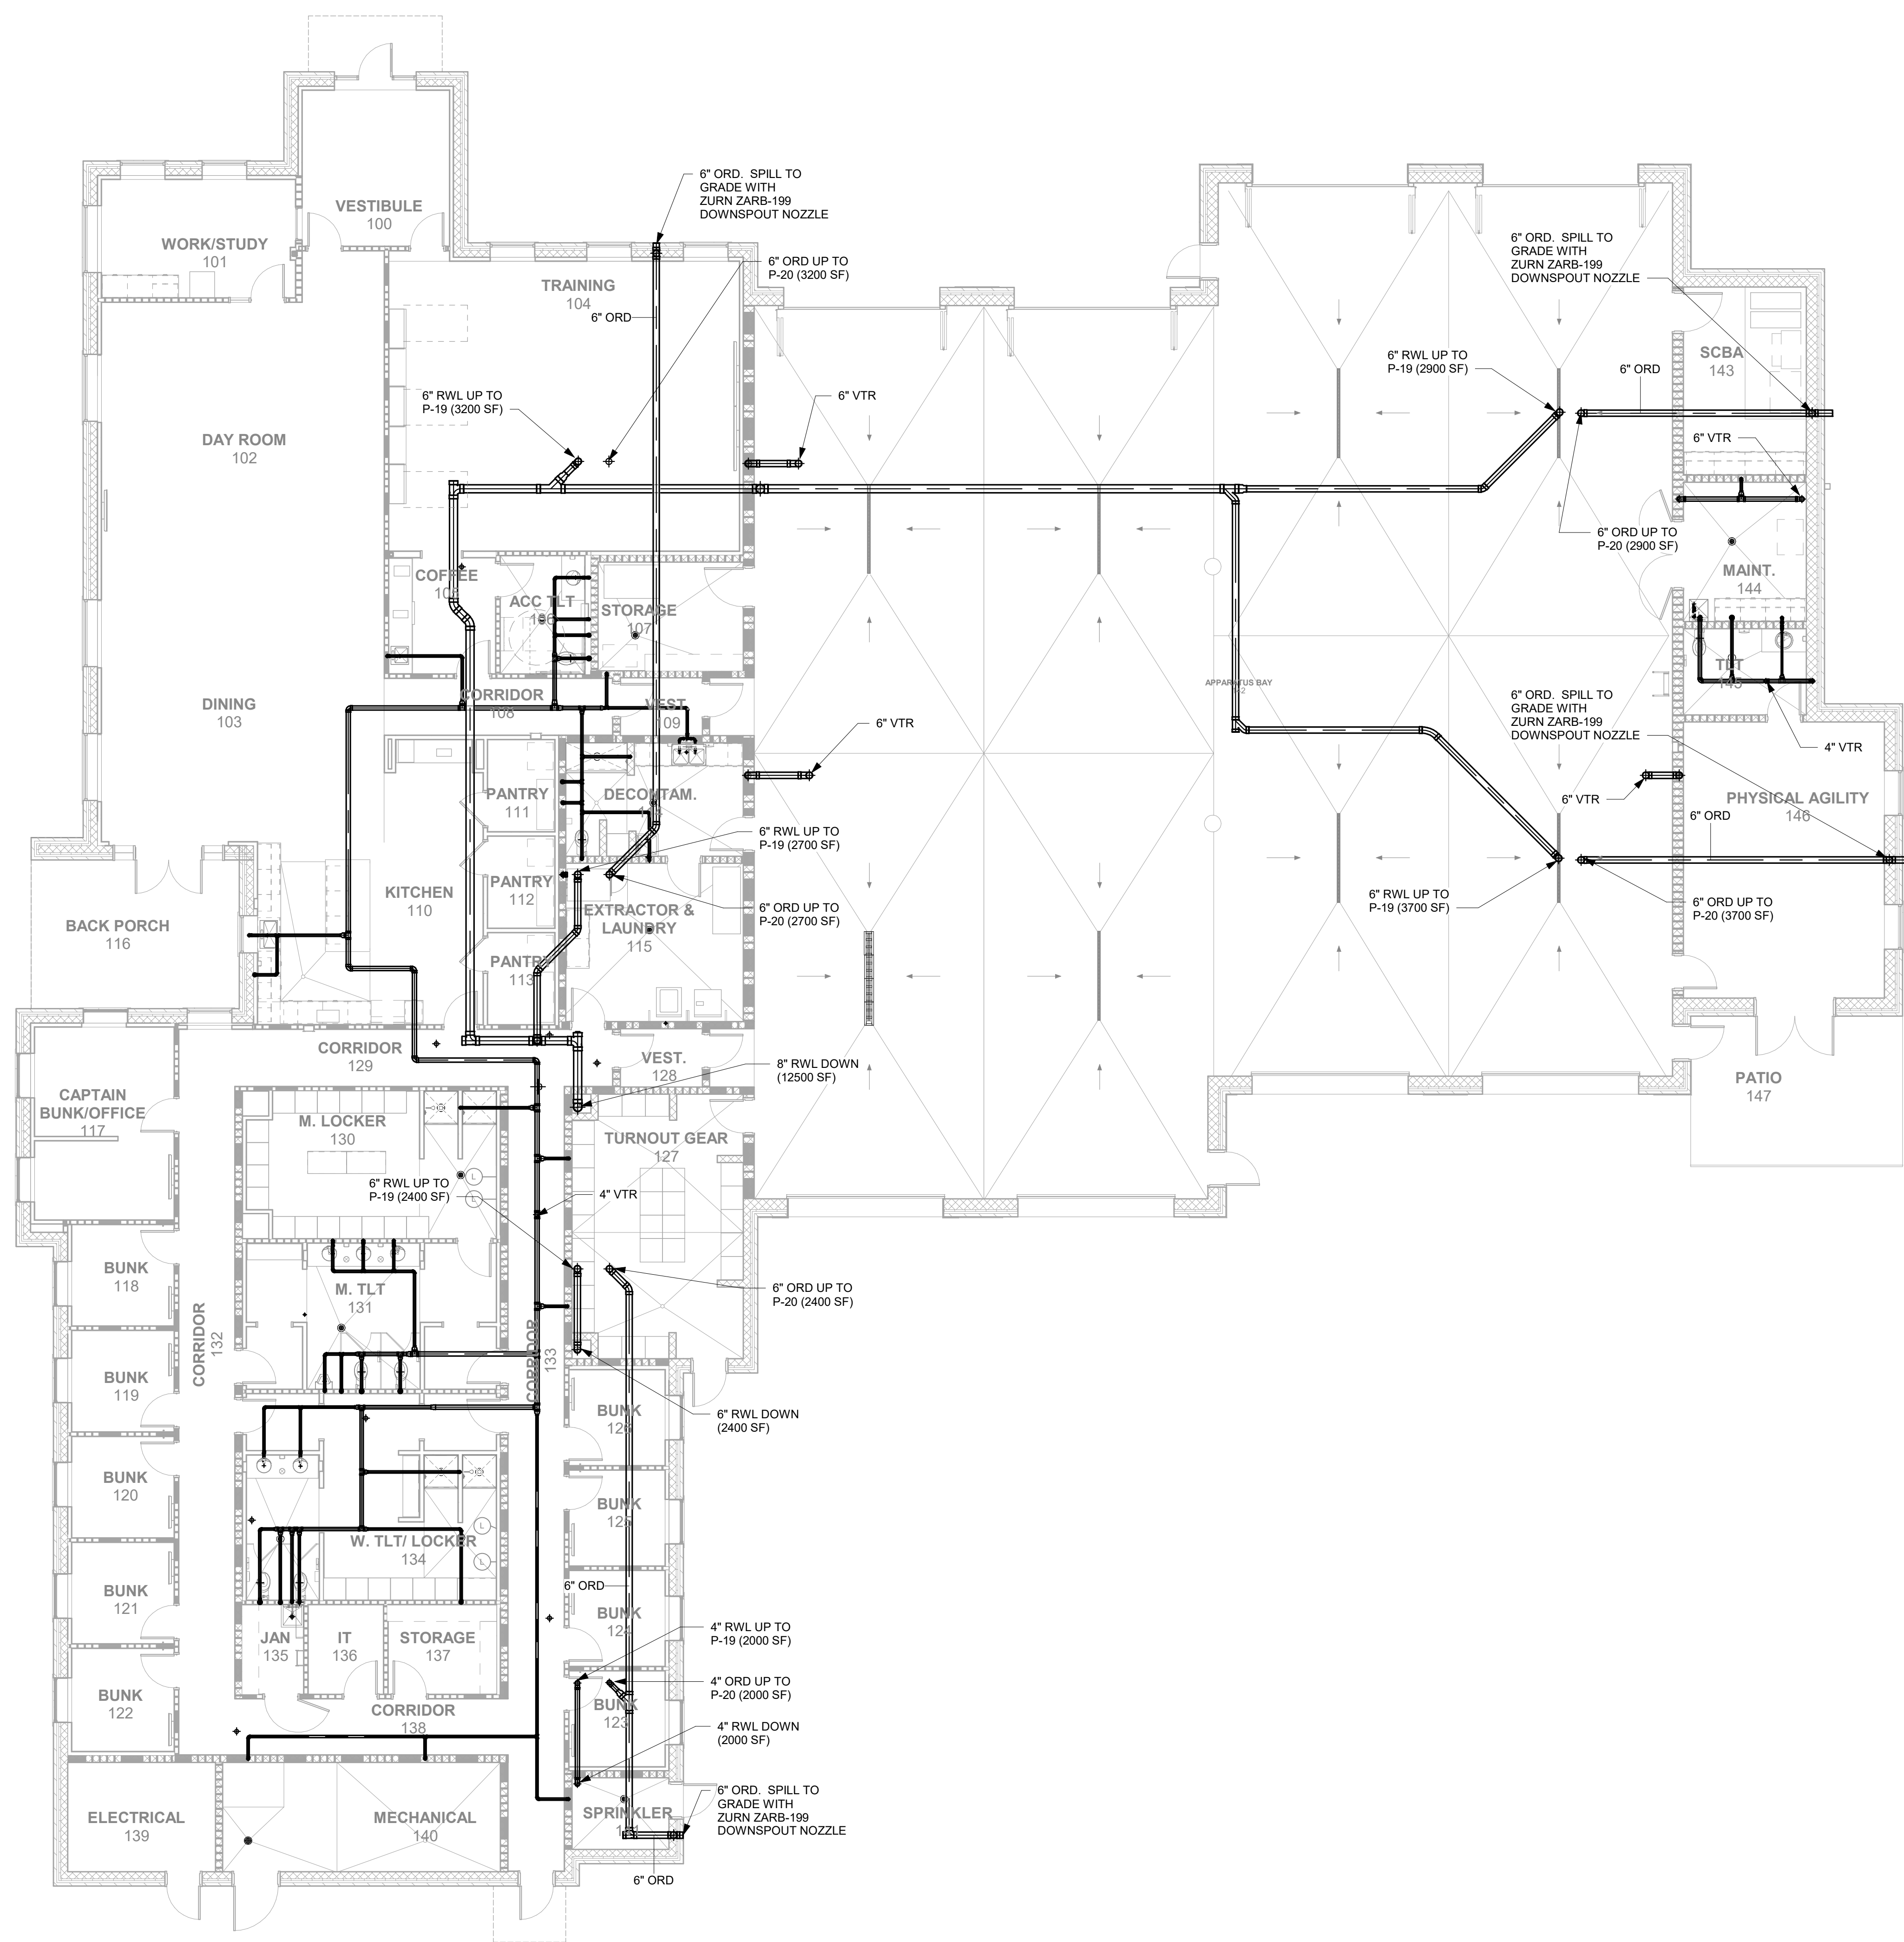 6" ORD. SPILL TO
GRADE WITH
ZURN ZARB-199
DOWNSPOUT NOZZLE
VESTIBULE
100
WORK/STUDY
101
6" ORD. SPILL TO
GRADE WITH
ZURN ZARB-199
DOWNSPOUT NOZZLE
6" ORD UP TO
P-20 (3200 SF)
TRAINING
104
6" ORD
SCBA
143
6" RWL UP TO
P-19 (2900 SF)
6" ORD
6" RWL UP TO
P-19 (3200 SF)
6" VTR
DAY ROOM
102
6" VTR
6" ORD UP TO
P-20 (2900 SF)
MAINT.
144
COFFEE
ACC TLT
106
STORAGE
107
TLT
145
APPARATUS BAY
CORRIDOR
108
DINING
103
VEST.
109
6" VTR
6" ORD. SPILL TO
GRADE WITH
ZURN ZARB-199
DOWNSPOUT NOZZLE
4" VTR
PANTRY
111
DECONTAM.
6" VTR
PHYSICAL AGILITY
146
6" ORD
6" RWL UP TO
P-19 (2700 SF)
KITCHEN
110
PANTRY
112
6" RWL UP TO
P-19 (3700 SF)
6" ORD UP TO
P-20 (3700 SF)
6" ORD UP TO
P-20 (2700 SF)
EXTRACTOR &
LAUNDRY
115
BACK PORCH
116
PANTRY
113
CORRIDOR
129
VEST.
128
8" RWL DOWN
(12500 SF)
PATIO
147
CAPTAIN
BUNK/OFFICE
117
M. LOCKER
130
L
L
TURNOUT GEAR
127
6" RWL UP TO
P-19 (2400 SF)
4" VTR
BUNK
118
M. TLT
131
6" ORD UP TO
P-20 (2400 SF)
CORRIDOR
132
CORRIDOR
133
BUNK
119
6" RWL DOWN
(2400 SF)
BUNK
126
BUNK
120
BUNK
125
W. TLT/ LOCKER
134
L
L
BUNK
121
6" ORD
BUNK
124
JAN
135
IT
136
STORAGE
137
4" RWL UP TO
P-19 (2000 SF)
4" ORD UP TO
P-20 (2000 SF)
BUNK
122
BUNK
123
CORRIDOR
138
4" RWL DOWN
(2000 SF)
6" ORD. SPILL TO
GRADE WITH
ZURN ZARB-199
DOWNSPOUT NOZZLE
ELECTRICAL
139
MECHANICAL
140
SPRINKLER
6" ORD